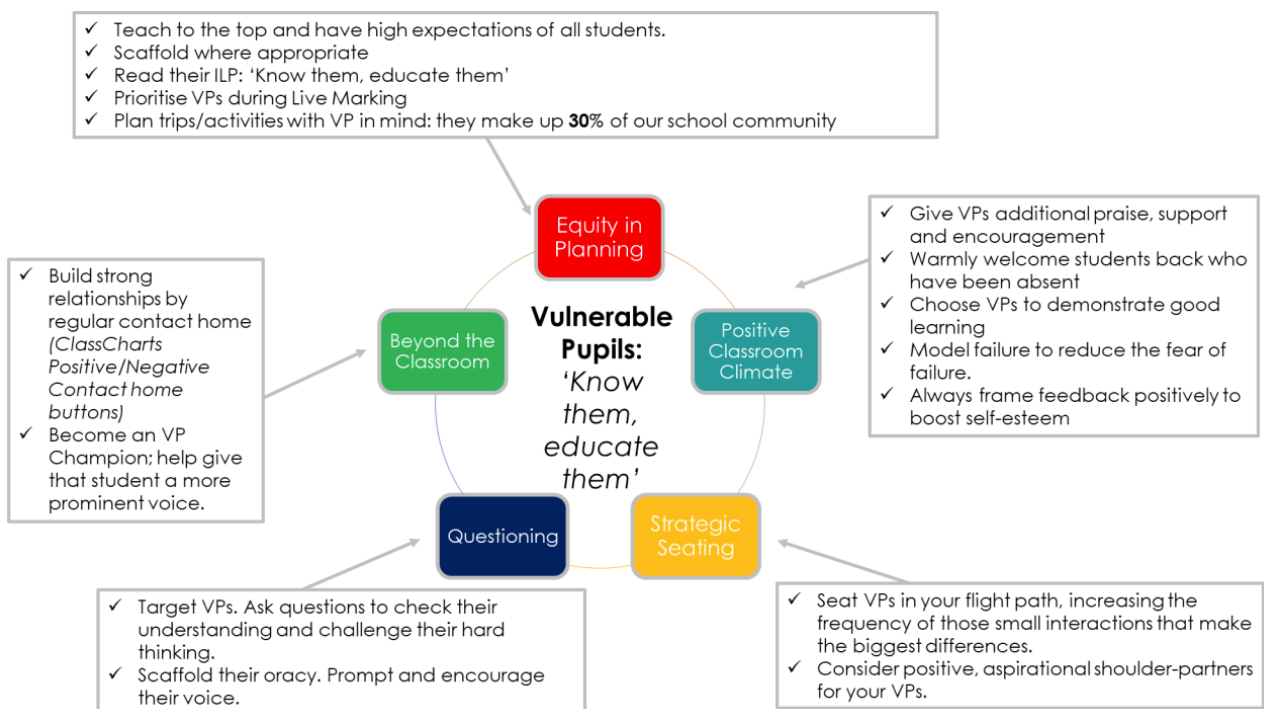 ✓ Teach to the top and have high expectations of all students.
✓ Scaffold where appropriate
✓ Read their ILP: ‘Know them, educate them’
✓ Prioritise VPs during Live Marking
✓ Plan trips/activities with VP in mind: they make up 30% of our school community
Equity in
Planning
✓ Give VPs additional praise, support
and encouragement
✓ Warmly welcome students back who
have been absent
✓ Choose VPs to demonstrate good
learning
✓ Model failure to reduce the fear of
failure.
✓ Always frame feedback positively to
boost self-esteem
✓ Build strong
relationships by
regular contact home
(ClassCharts
Positive/Negative
Contact home
buttons)
✓ Become an VP
Champion; help give
that student a more
prominent voice.
Beyond the
Classroom
Vulnerable
Pupils:
‘Know
them,
educate
them’
Positive
Classroom
Climate
Questioning
Strategic
Seating
✓ Target VPs. Ask questions to check their
understanding and challenge their hard
thinking.
✓ Scaffold their oracy. Prompt and encourage
their voice.
✓ Seat VPs in your flight path, increasing the
frequency of those small interactions that make
the biggest differences.
✓ Consider positive, aspirational shoulder-partners
for your VPs.